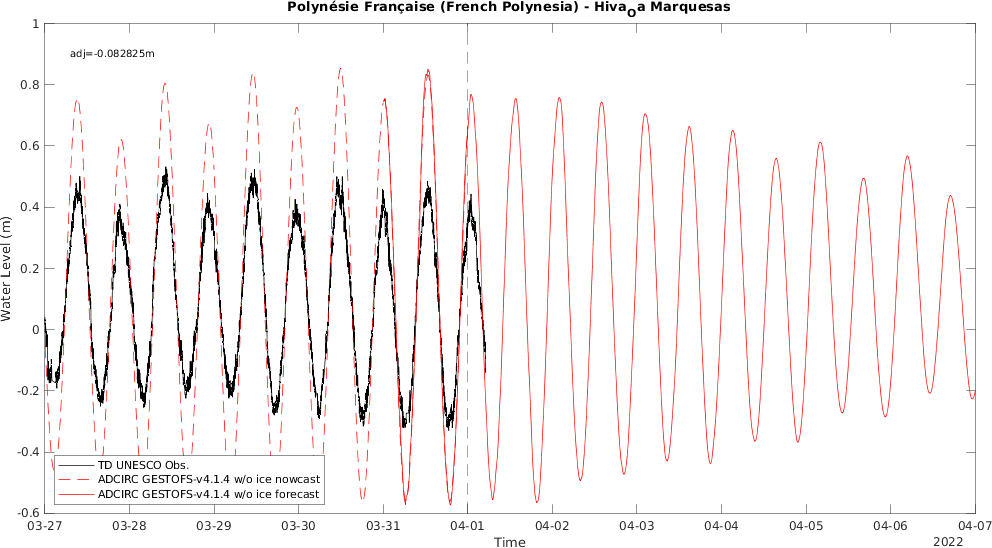 Polynésie Française (French Polynesia) - Hiva_Oa Marquesas
adj=-0.082825m
1
0.8
0.6
0.4
0.2
0
-0.2
-0.4
-0.6
Water Level (m)
TD UNESCO Obs.
ADCIRC GESTOFS-v4.1.4 w/o ice nowcast
ADCIRC GESTOFS-v4.1.4 w/o ice forecast
03-27 03-28 03-29 03-30 03-31 04-01 04-02 04-03 04-04 04-05 04-06 04-07
Time
2022